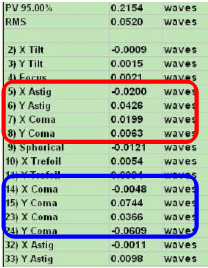 PV 95.00% 0.2154 waves
RMS 0.0520 waves
2) X Tilt -0.0009 waves
3) Y Tilt 0.0015 waves
4) Focus 0.0021 waves
5) X Astig -0.0200 waves
6) Y Astig 0.0426 waves
7) X Coma 0.0199 waves
8) Y Coma 0.0063 waves
9) Spherical -0.0121 waves
10) X Trefoil 0.0054 waves
Y Trefoil waves
14) X Coma -0.0048 waves
15) Y Coma 0.0744 waves
23) X Coma 0.0366 waves
24) Y Coma -0.0609 waves
32) X Astig -0.0011 waves
33) Y Astig 0.0098 waves